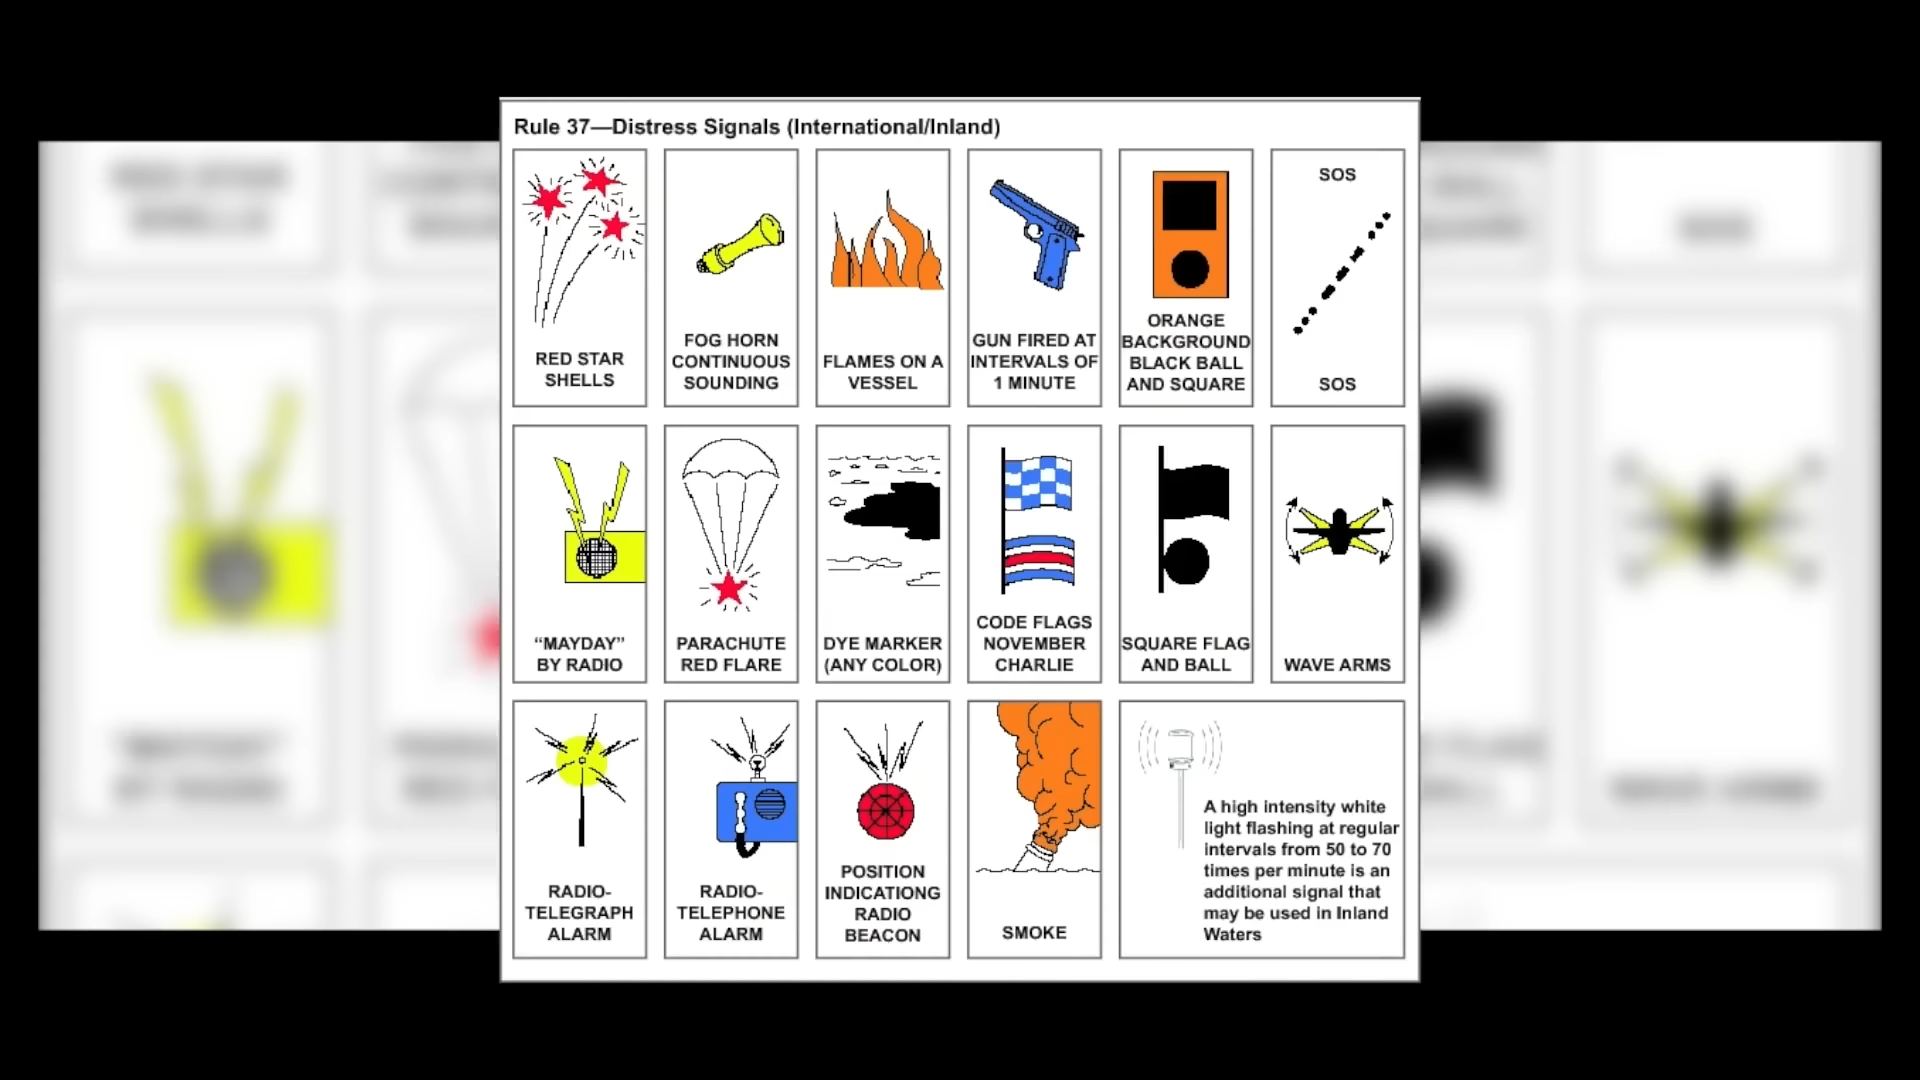 Rule 37—Distress Signals (International/Inland)
RED STAR
SHELLS
FOG HORN
CONTINUOUS
SOUNDING
FLAMES ON A
VESSEL
GUN FIRED AT
INTERVALS OF
1 MINUTE
ORANGE
BACKGROUND
BLACK BALL
AND SQUARE
SOS
SOS
“MAYDAY”
BY RADIO
PARACHUTE
RED FLARE
DYE MARKER
(ANY COLOR)
CODE FLAGS
NOVEMBER
CHARLIE
SQUARE FLAG
AND BALL
WAVE ARMS
RADIO-
TELEGRAPH
ALARM
RADIO-
TELEPHONE
ALARM
POSITION
INDICATIONG
RADIO
BEACON
SMOKE
A high intensity white
light flashing at regular
intervals from 50 to 70
times per minute is an
additional signal that
may be used in Inland
Waters